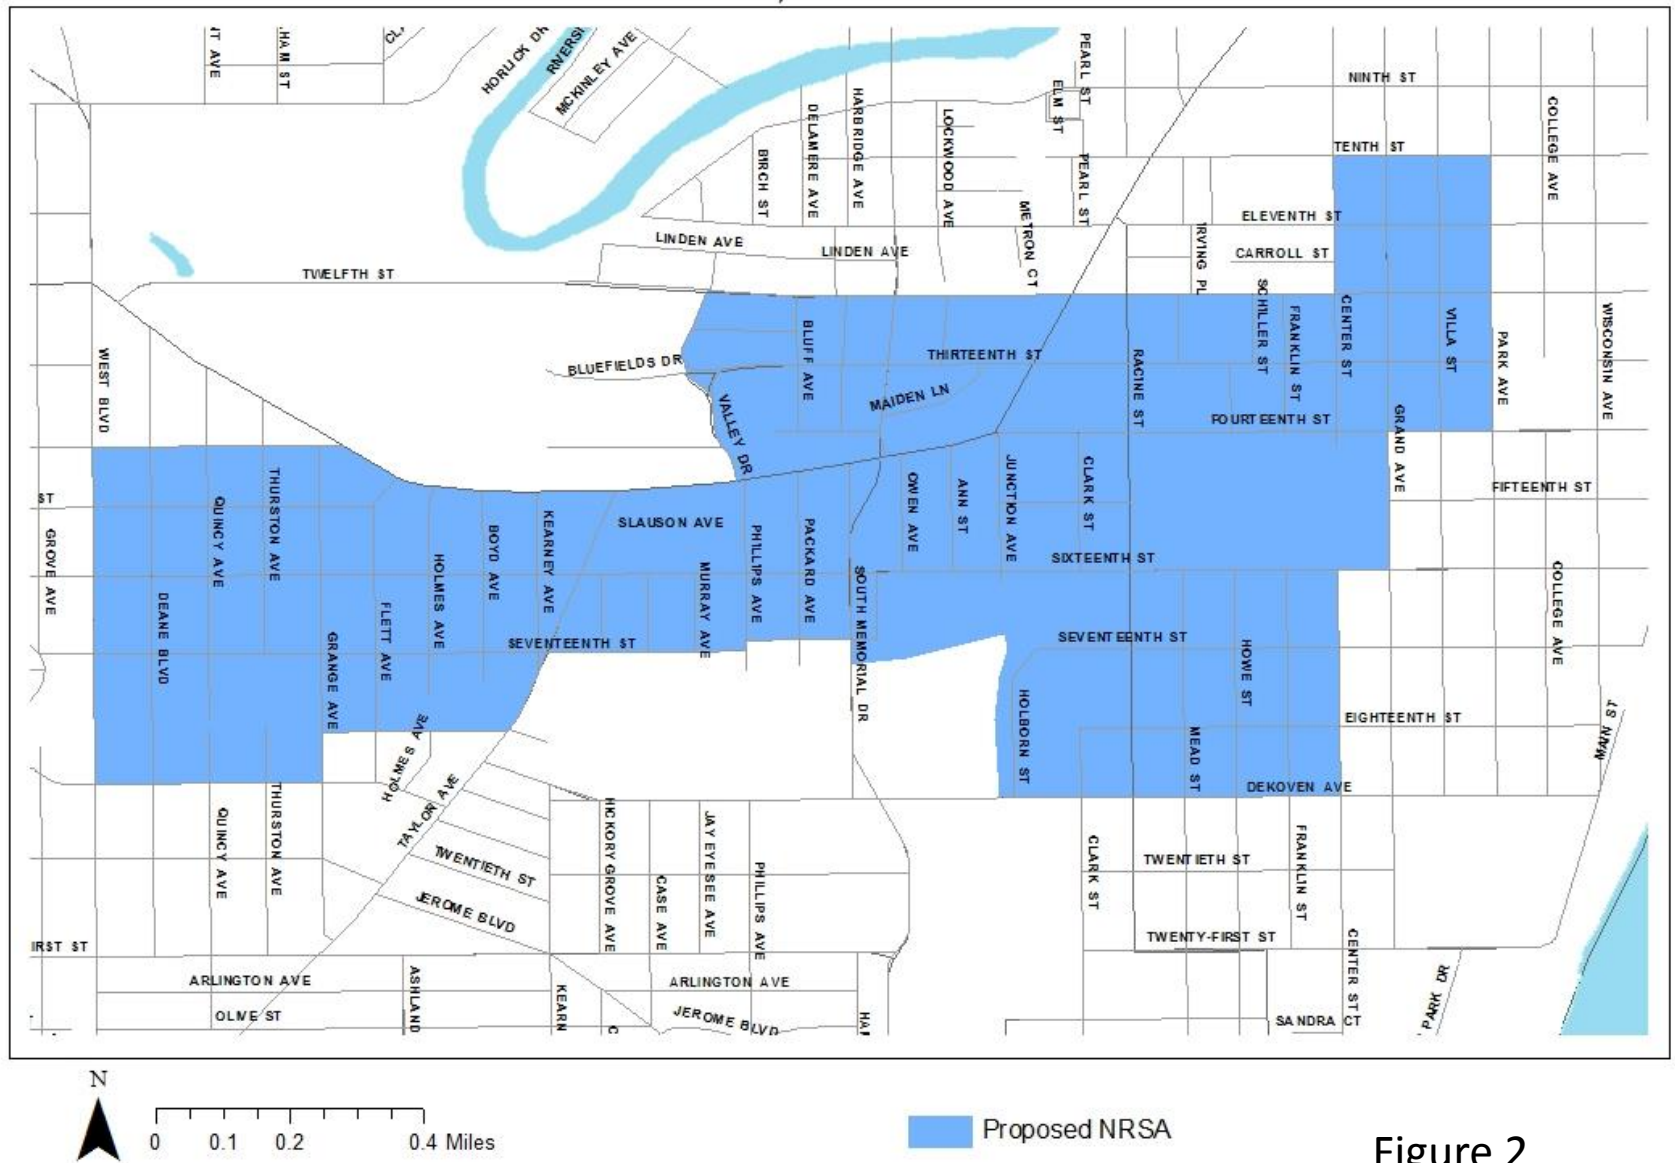 HORLICK DR
MCKINLEY AVE
PEARL ST
ELM ST
NINTH ST
COLLEGE AVE
DELAMERE AVE
HARBRIDGE AVE
LOCKWOOD AVE
BIRCH ST
PEARL ST
TENTH ST
METRON CT
ELEVENTH ST
IRVING PL
CARROLL ST
LINDEN AVE
LINDEN AVE
TWELFTH ST
SCHILLER ST
FRANKLIN ST
CENTER ST
VILLA ST
PARK AVE
WISCONSIN AVE
WEST BLVD
BLUEFIELDS DR
BLUFF AVE
THIRTEENTH ST
RACINE ST
MAIDEN LN
VALLEY DR
FOURTEENTH ST
GRAND AVE
ST
QUINCY AVE
THURSTON AVE
FIFTEENTH ST
OWEN AVE
ANN ST
JUNCTION AVE
CLARK ST
GROVE AVE
BOYD AVE
KEARNEY AVE
SLAUSON AVE
PHILLIPS AVE
PACKARD AVE
SIXTEENTH ST
HOLMES AVE
MURRAY AVE
SOUTH MEMORIAL DR
COLLEGE AVE
DEANE BLVD
FLETT AVE
GRANGE AVE
SEVENTEENTH ST
SEVENTEENTH ST
HOWE ST
HOLBORN ST
MEAD ST
EIGHTEENTH ST
MAIN ST
HOLMES AVE
DEKOVEN AVE
TAYLOR AVE
QUINCY AVE
THURSTON AVE
HICKORY GROVE AVE
JAY EYE SEE AVE
TWENTIETH ST
CASE AVE
PHILLIPS AVE
CLARK ST
TWENTIETH ST
FRANKLIN ST
JEROME BLVD
IRST ST
TWENTY-FIRST ST
CENTER ST
ARLINGTON AVE
ASHLAND
KEARN
ARLINGTON AVE
PARK DR
OLIVE ST
JEROME BLVD
SANDRA CT
N
0 0.1 0.2 0.4 Miles
Proposed NRSA
Figure 2